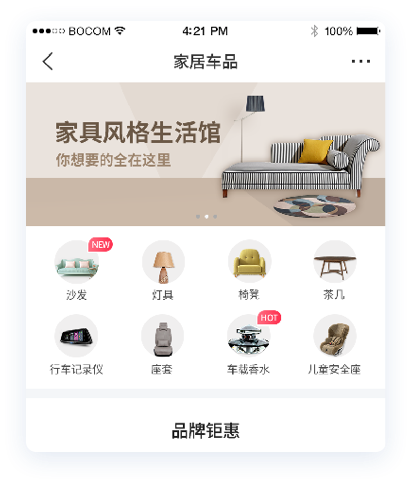 BOCOM 4:21 PM 100%
家居车品
家具风格生活馆
你想要的全在这里
NEW
沙发 灯具 椅凳 茶几
HOT
行车记录仪 座套 车载香水 儿童安全座
品牌钜惠